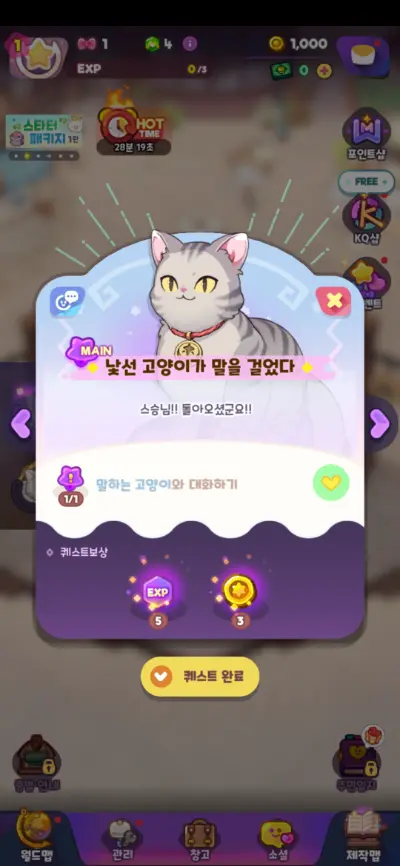 1
1
4
1,000
EXP
0/3
0
스타터
패키지 1탄
HOT
TIME
28분 19초
포인트샵
FREE
KQ샵
MAIN
낯선 고양이가 말을 걸었다
스승님!! 돌아오셨군요!!
1/1
말하는 고양이와 대화하기
퀘스트보상
EXP
5
3
퀘스트 완료
월드맵
관리
창고
소셜
제작맵